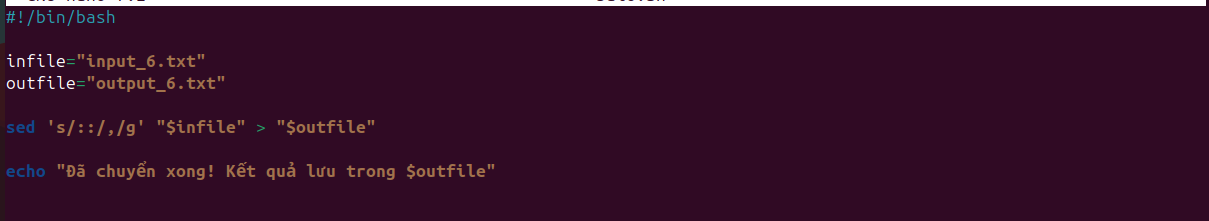 #!/bin/bash
infile="input_6.txt"
outfile="output_6.txt"
sed 's/::/,/g' "$infile" > "$outfile"
echo "Đã chuyển xong! Kết quả lưu trong $outfile"